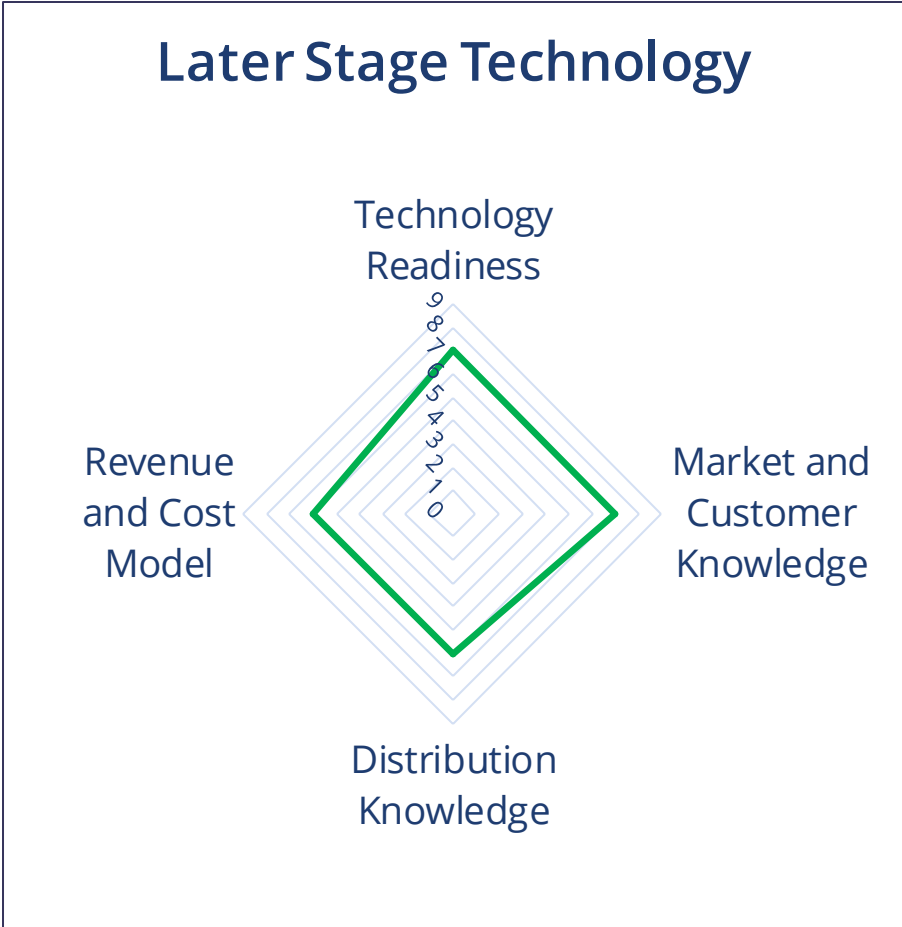 Later Stage Technology
Technology
Readiness
9
8
7
6
5
4
3
2
1
0
Revenue
and Cost
Model
Market and
Customer
Knowledge
Distribution
Knowledge